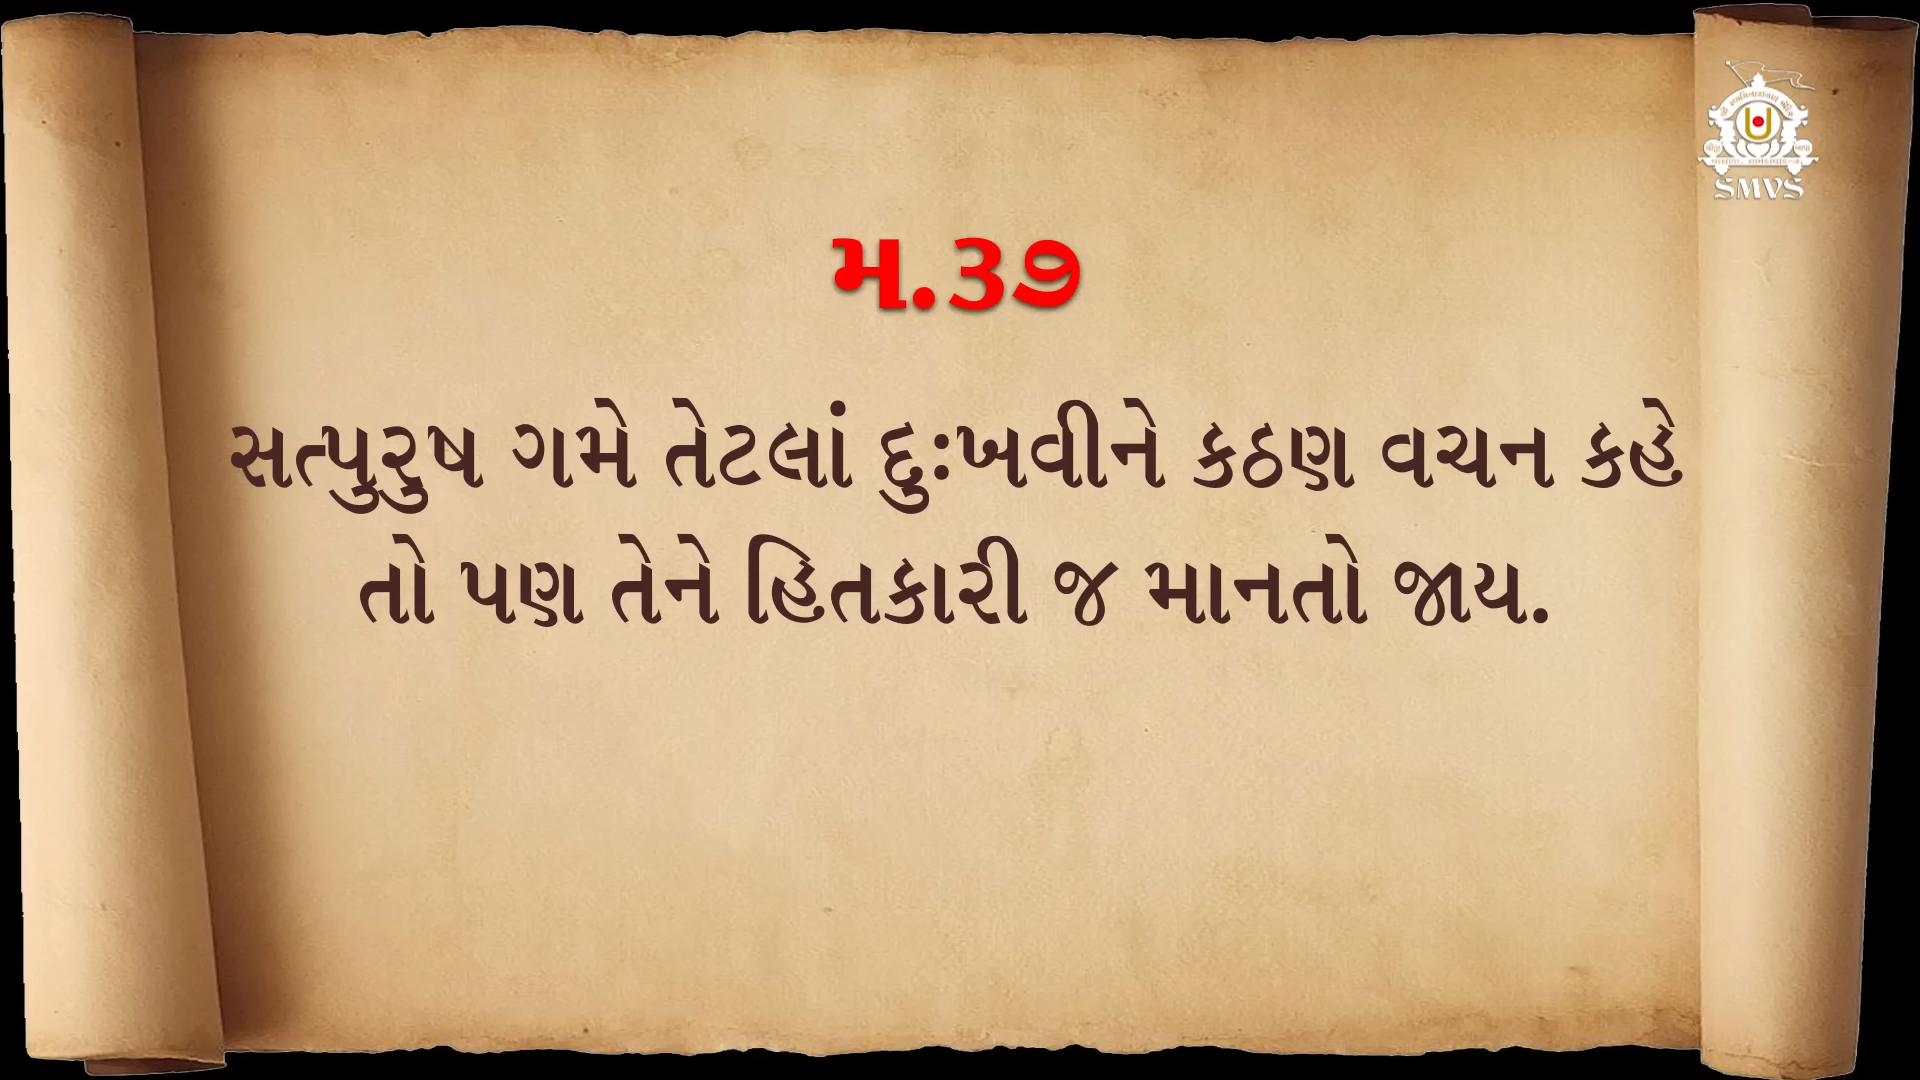 SMVS
મ.૩૭
સત્પુરુષ ગમે તેટલાં દુઃખવીને કઠણ વચન કહે
તો પણ તેને હિતકારી જ માનતો જાય.